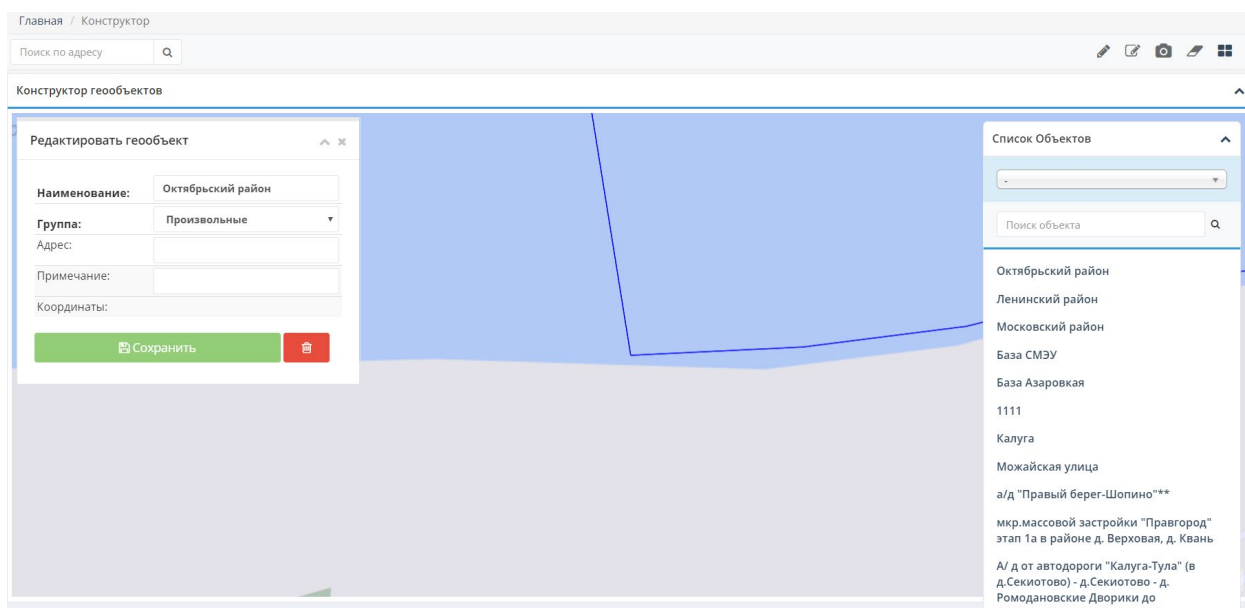 Главная / Конструктор
Поиск по адресу
Конструктор геообъектов
Редактировать геообъект
Наименование: Октябрьский район
Группа: Произвольные
Адрес:
Примечание:
Координаты:
Сохранить
Список Объектов
-
Поиск объекта
Октябрьский район
Ленинский район
Московский район
База СМЭУ
База Азаровкая
1111
Калуга
Можайская улица
а/д "Правый берег-Шопино"**
мкр.массовой застройки "Правгород"
этап 1а в районе д. Верховая, д. Квань
А/ д от автодороги "Калуга-Тула" (в
д.Секиотово) - д.Секиотово - д.
Ромодановские Дворики до